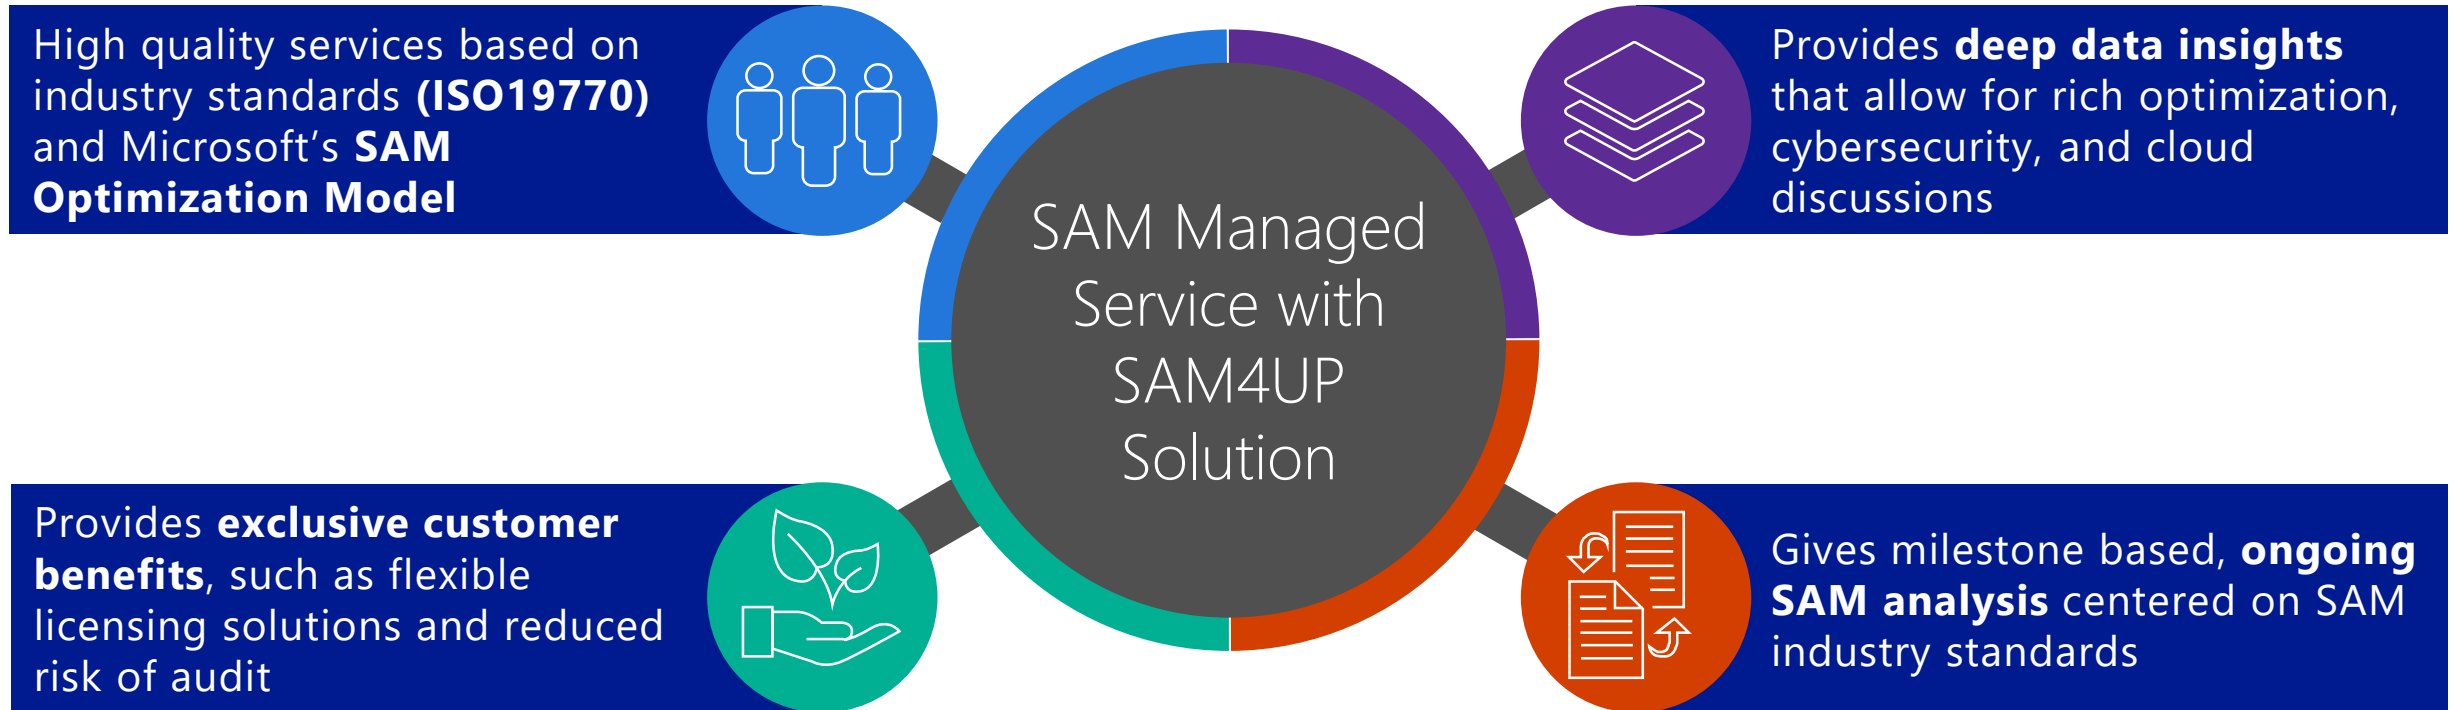 High quality services based on
industry standards (ISO19770)
and Microsoft’s SAM
Optimization Model
Provides deep data insights
that allow for rich optimization,
cybersecurity, and cloud
discussions
SAM Managed
Service with
SAM4UP
Solution
Provides exclusive customer
benefits, such as flexible
licensing solutions and reduced
risk of audit
Gives milestone based, ongoing
SAM analysis centered on SAM
industry standards